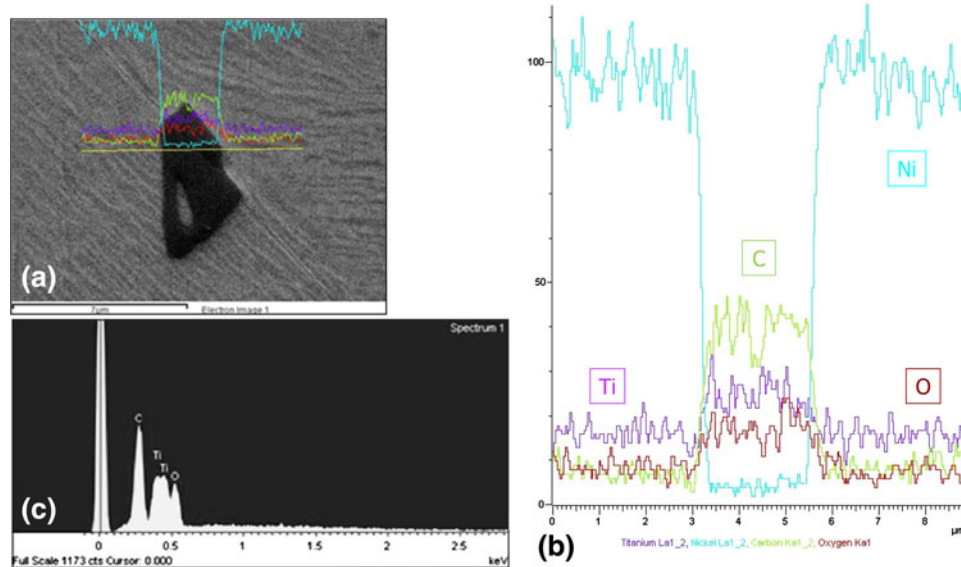 (a)
7µm
Electron Image 1
Spectrum 1
C
Ti
Ti
O
(c)
0
0.5
1
1.5
2
2.5
Full Scale 1173 cts Cursor: 0.000
keV
100
50
0
Ni
C
Ti
O
0
1
2
3
4
5
6
7
8
(b)
Titanium La1_2, Nickel La1_2, Carbon Ka1_2, Oxygen Ka1